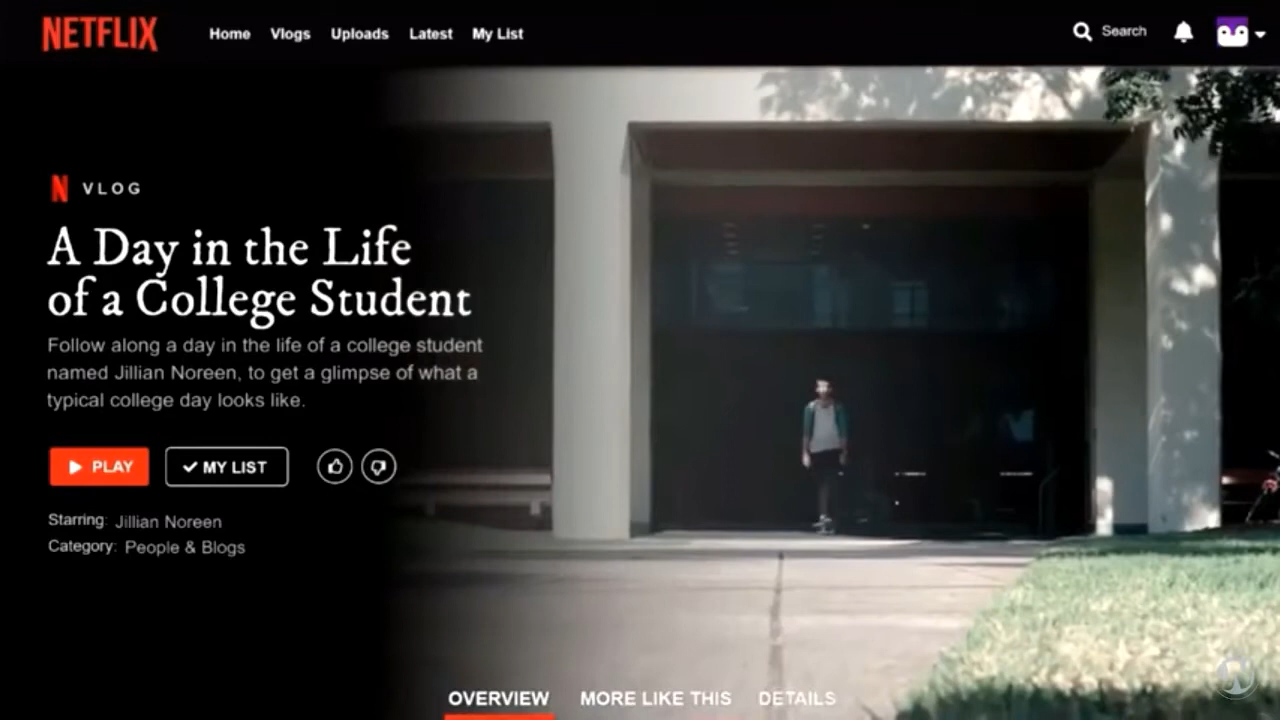 NETFLIX
Home Vlogs Uploads Latest My List
Search
N VLOG
A Day in the Life
of a College Student
Follow along a day in the life of a college student
named Jillian Noreen, to get a glimpse of what a
typical college day looks like.
PLAY MY LIST
Starring: Jillian Noreen
Category: People & Blogs
OVERVIEW MORE LIKE THIS DETAILS